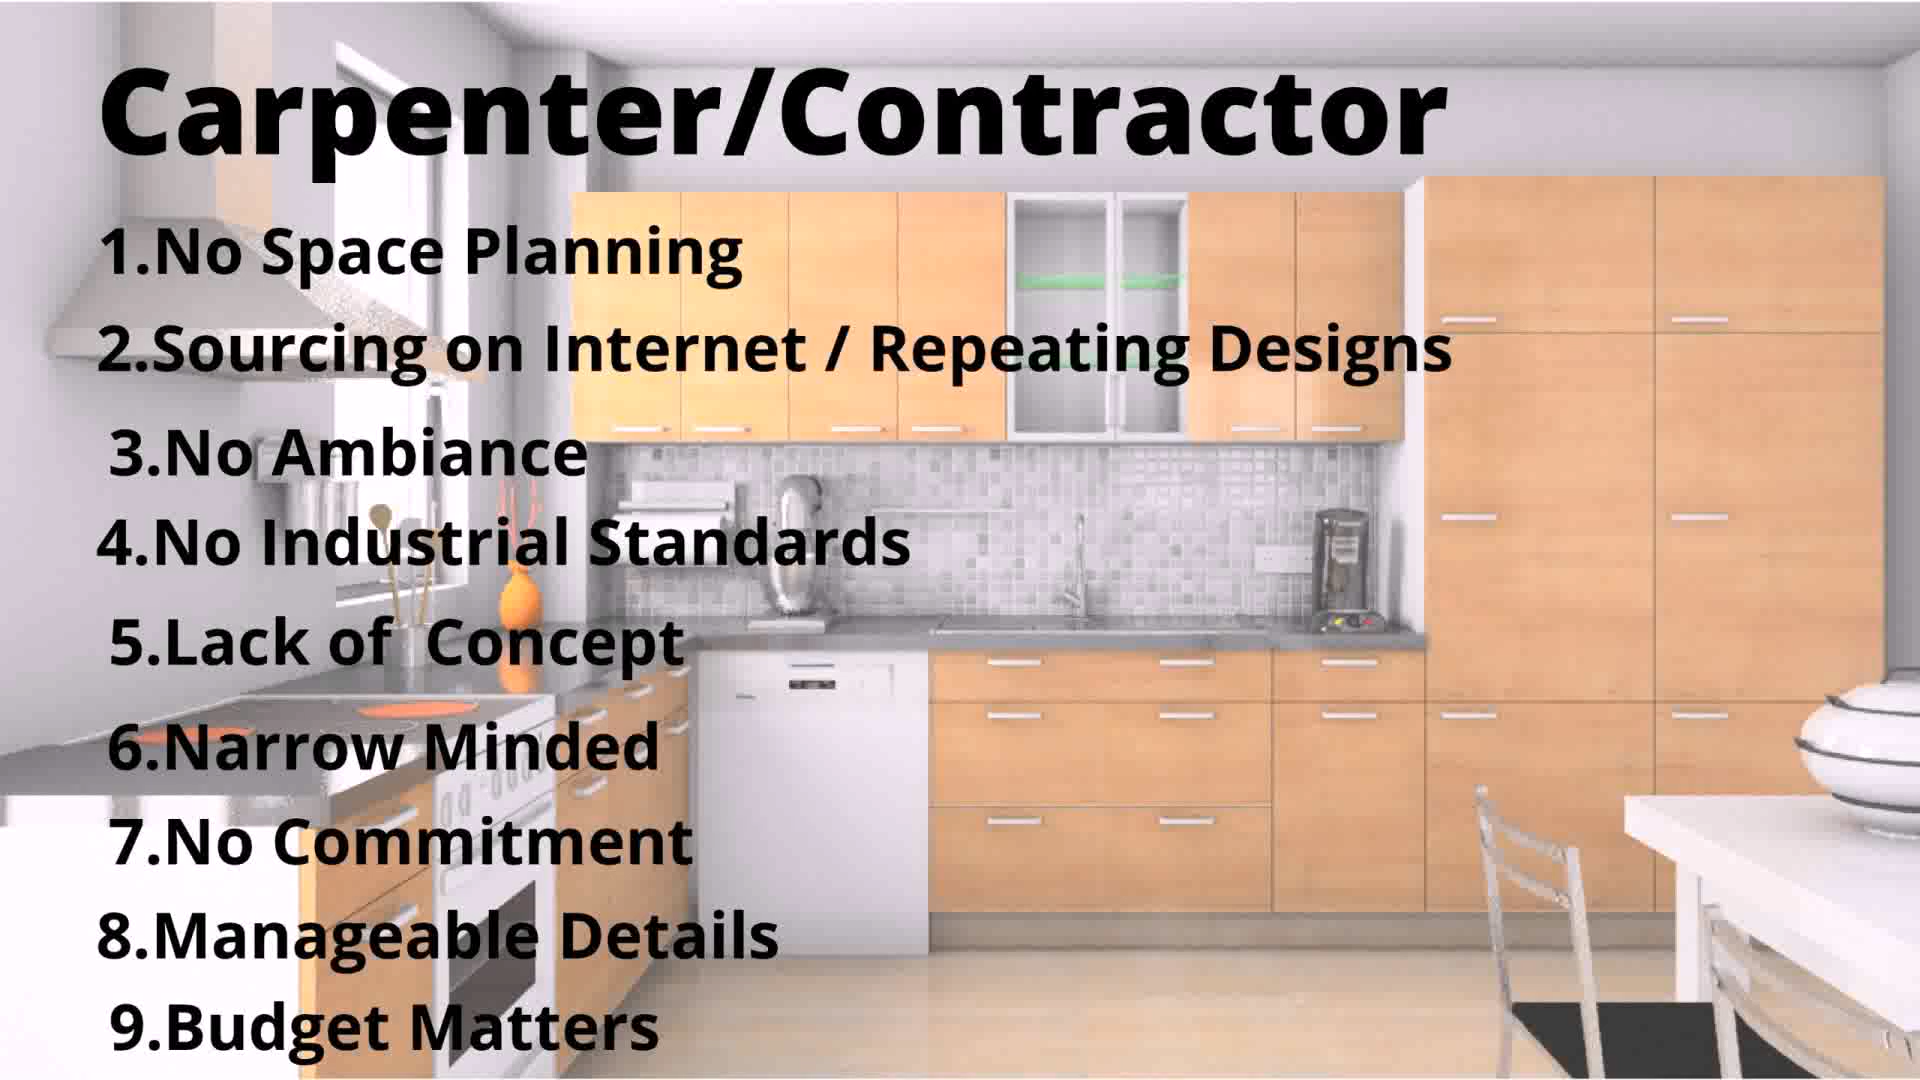 Carpenter/Contractor
1.No Space Planning
2.Sourcing on Internet / Repeating Designs
3.No Ambiance
4.No Industrial Standards
5.Lack of  Concept
6.Narrow Minded
7.No Commitment
8.Manageable Details
9.Budget Matters